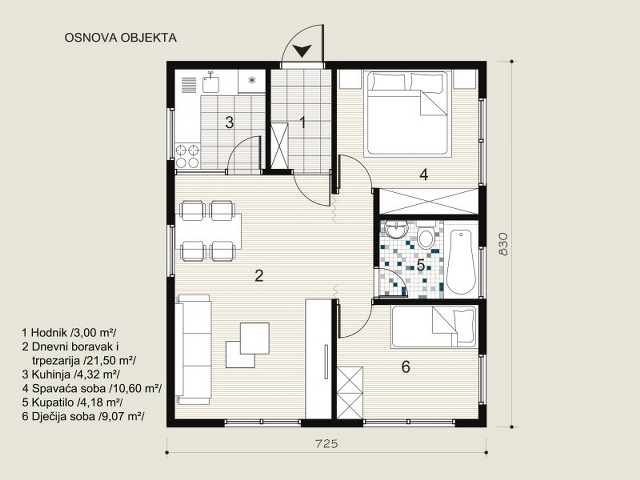 OSNOVA OBJEKTA
3
1
4
2
5
6
830
1 Hodnik /3,00 m²/
2 Dnevni boravak i
trpezarija /21,50 m²/
3 Kuhinja /4,32 m²/
4 Spavaća soba /10,60 m²/
5 Kupatilo /4,18 m²/
6 Dječija soba /9,07 m²/
725